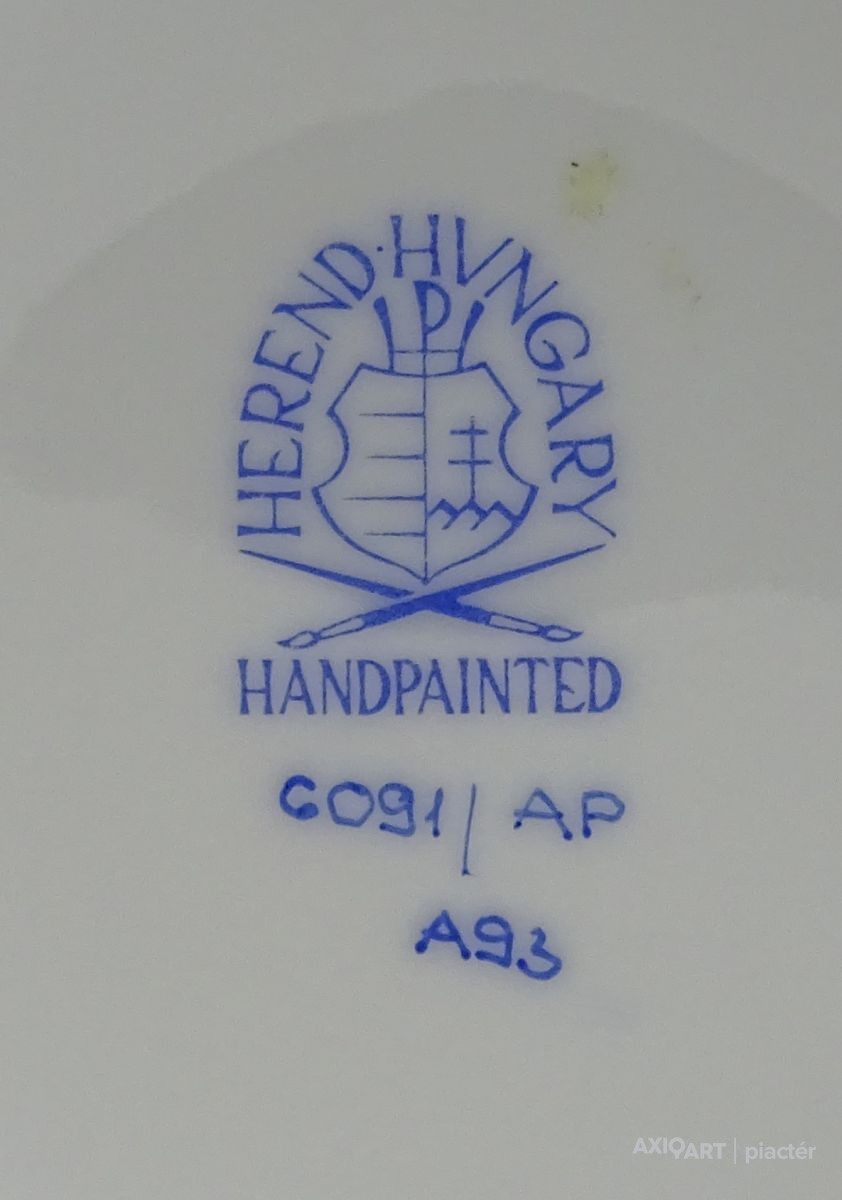 HEREND·HVNGARY
P
HANDPAINTED
6091/ AP
A93
AXIOART | piactér